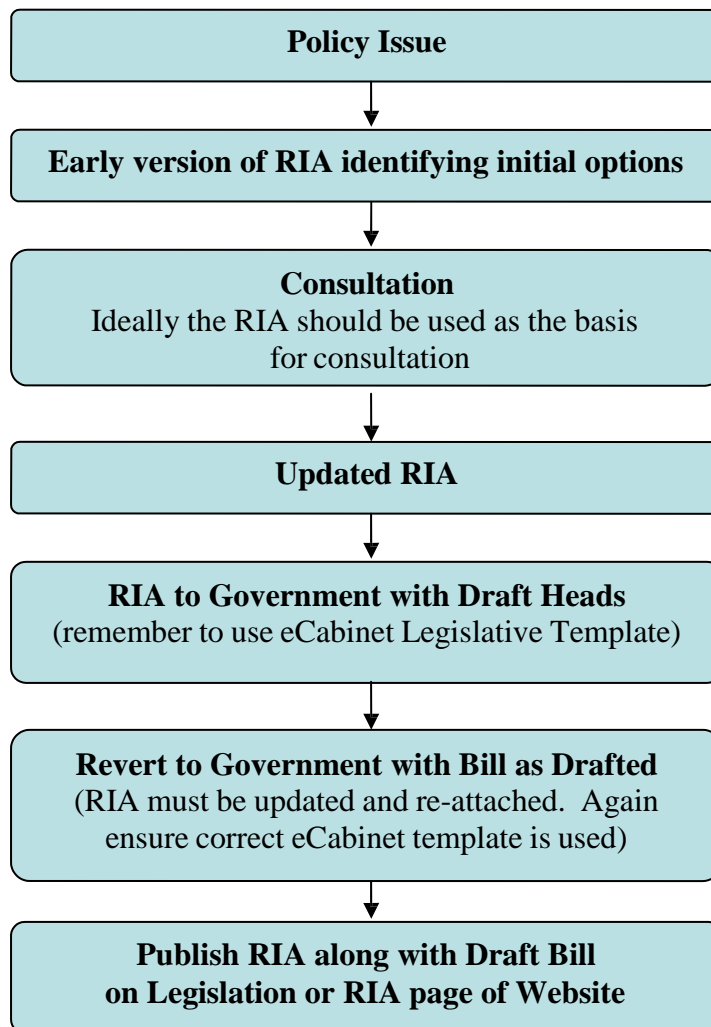 Policy Issue
Early version of RIA identifying initial options
Consultation
Ideally the RIA should be used as the basis
for consultation
Updated RIA
RIA to Government with Draft Heads
(remember to use eCabinet Legislative Template)
Revert to Government with Bill as Drafted
(RIA must be updated and re-attached.  Again
ensure correct eCabinet template is used)
Publish RIA along with Draft Bill
on Legislation or RIA page of Website